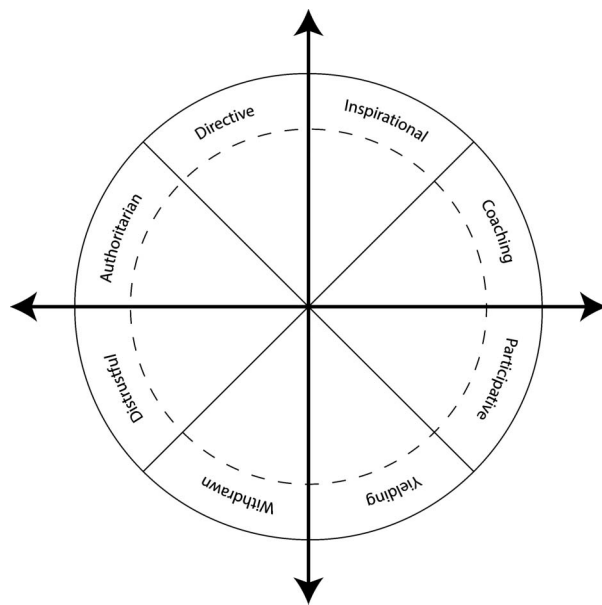 Directive
Inspirational
Coaching
Participative
Yielding
Withdrawn
Distrustful
Authoritarian